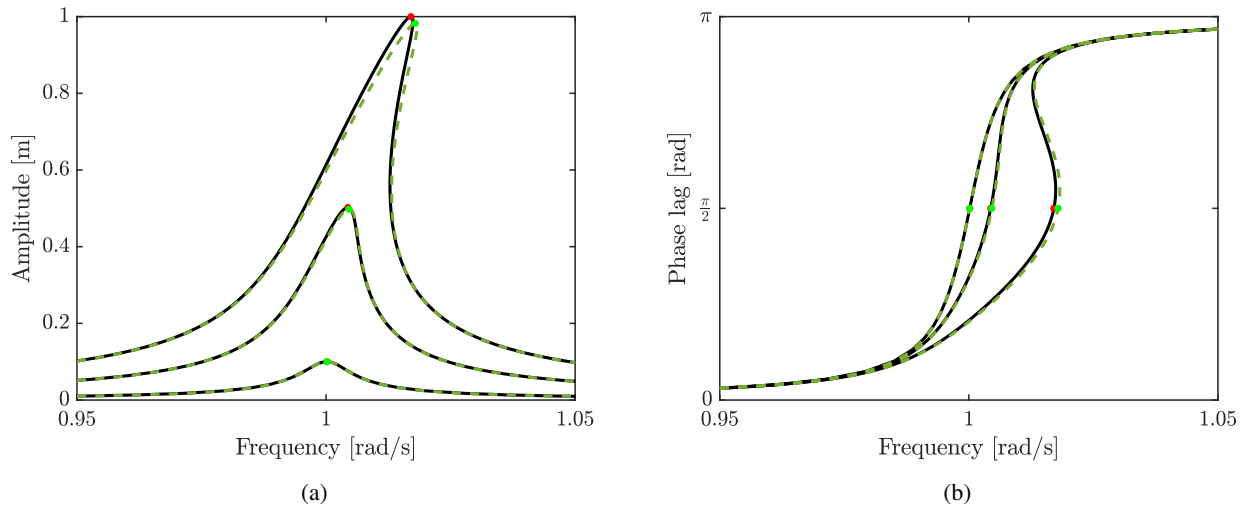 1
0.8
0.6
0.4
0.2
0
Amplitude [m]
0.95
1
1.05
Frequency [rad/s]
(a)
π
π/2
0
Phase lag [rad]
0.95
1
1.05
Frequency [rad/s]
(b)